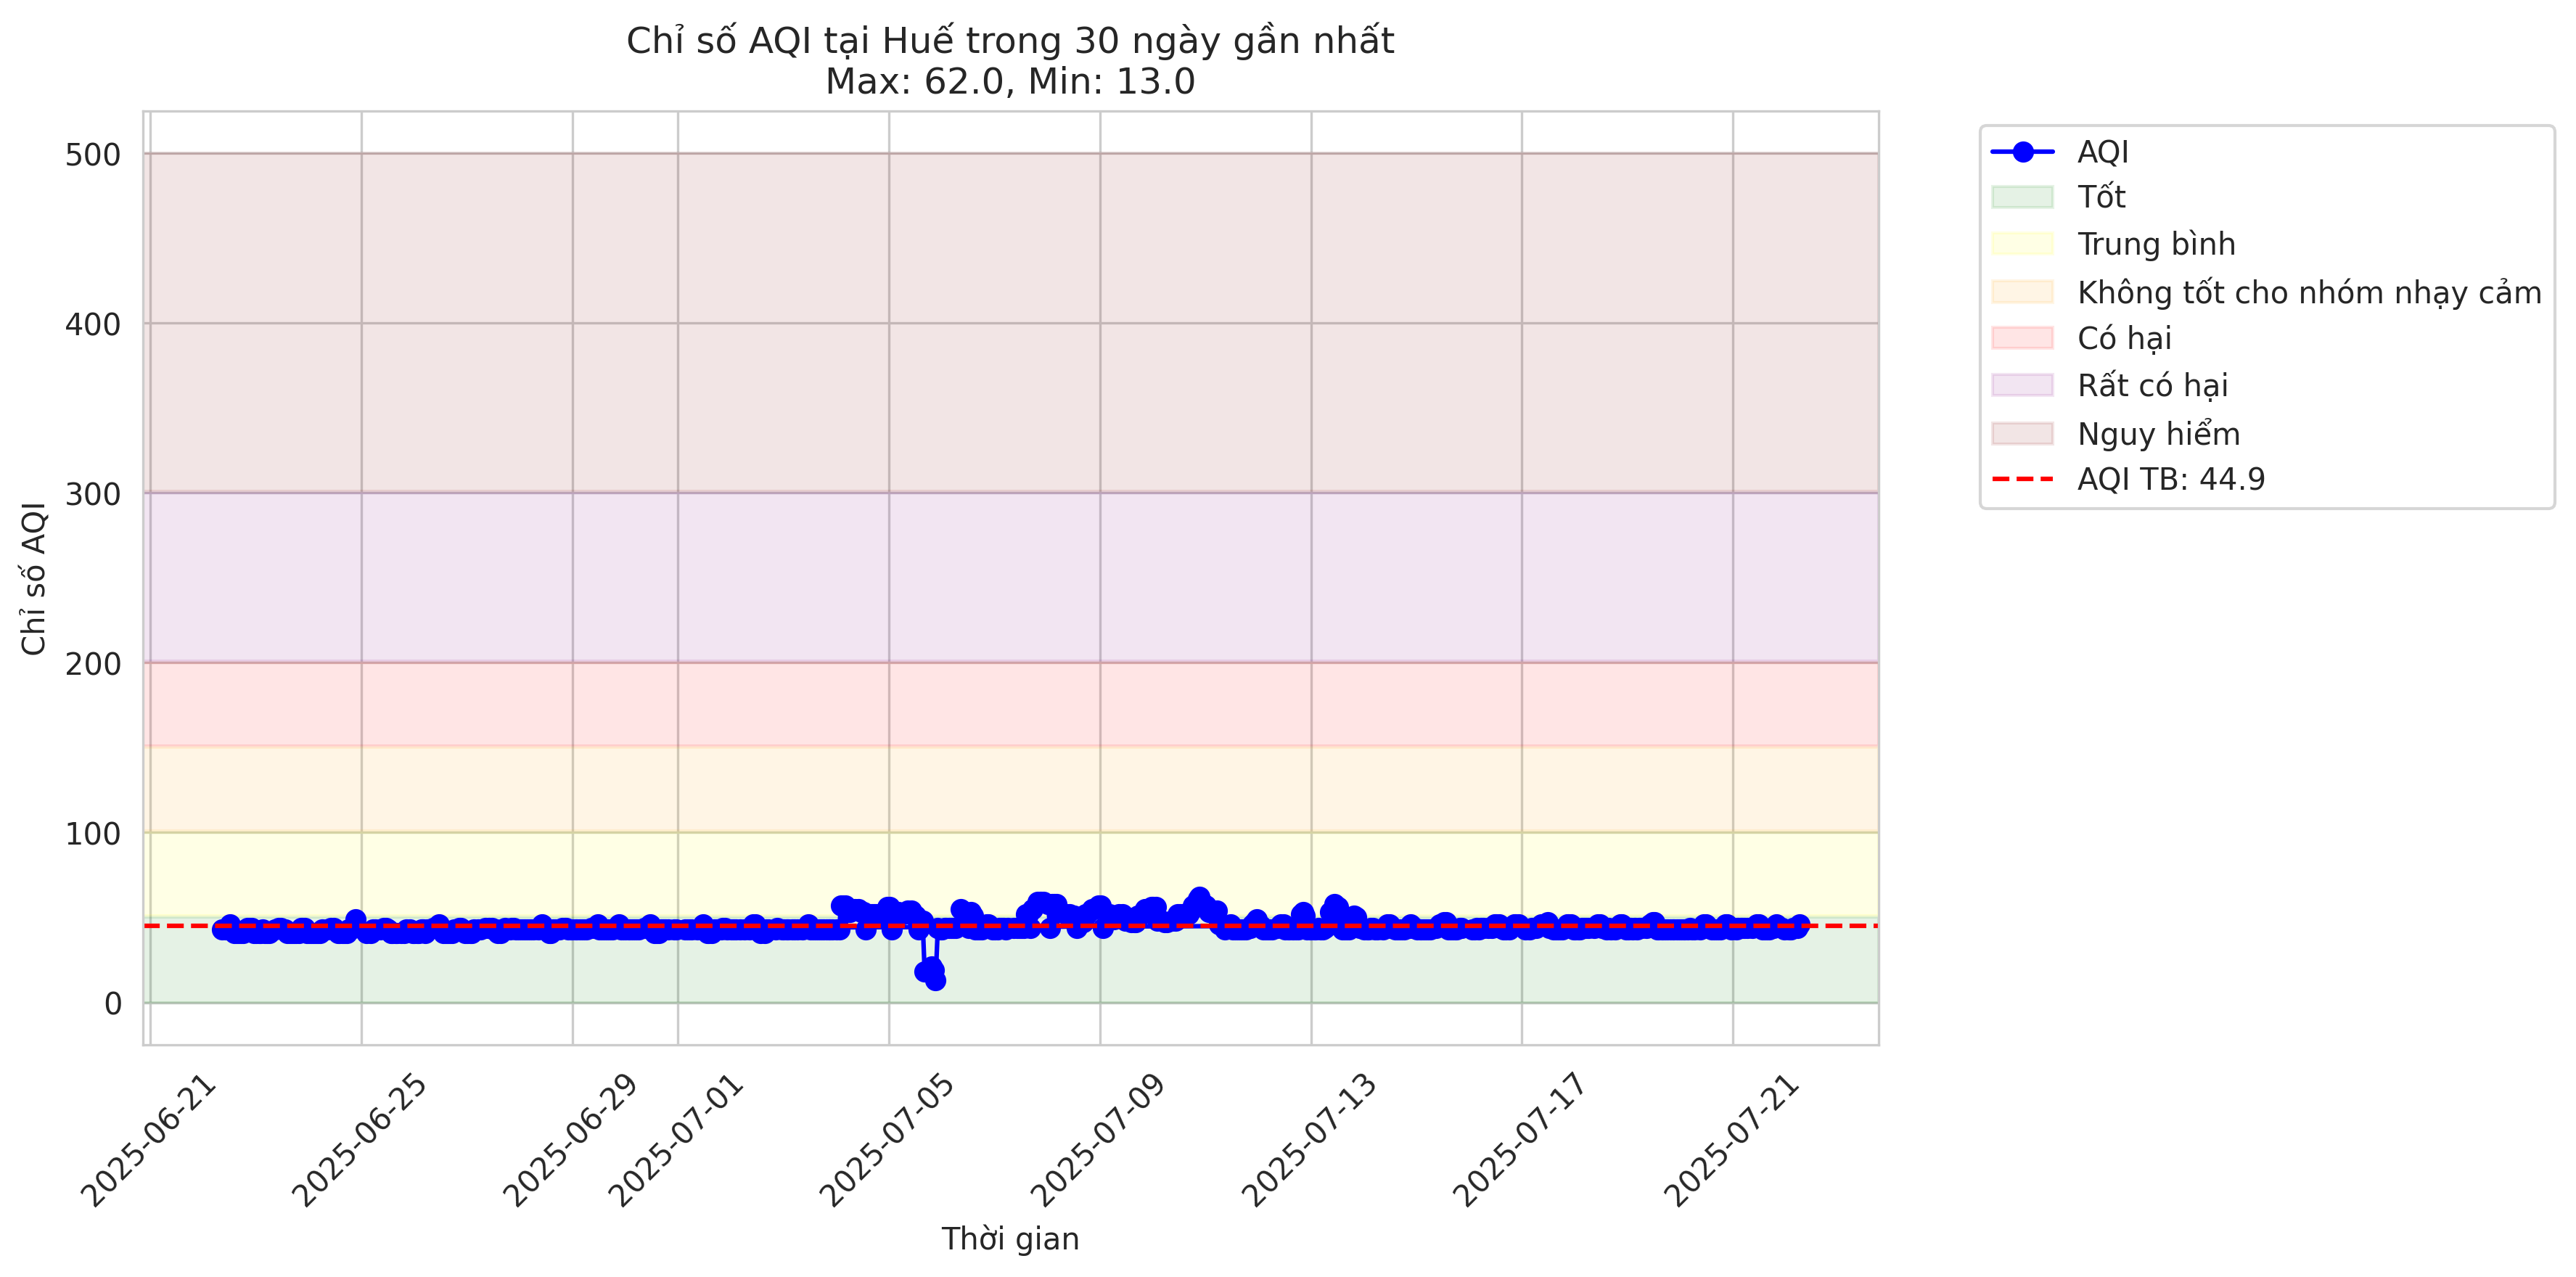 Chỉ số AQI tại Huế trong 30 ngày gần nhất
Max: 62.0, Min: 13.0
Chỉ số AQI
500
400
300
200
100
0
2025-06-21
2025-06-25
2025-06-29
2025-07-01
2025-07-05
2025-07-09
2025-07-13
2025-07-17
2025-07-21
Thời gian
AQI
Tốt
Trung bình
Không tốt cho nhóm nhạy cảm
Có hại
Rất có hại
Nguy hiểm
AQI TB: 44.9